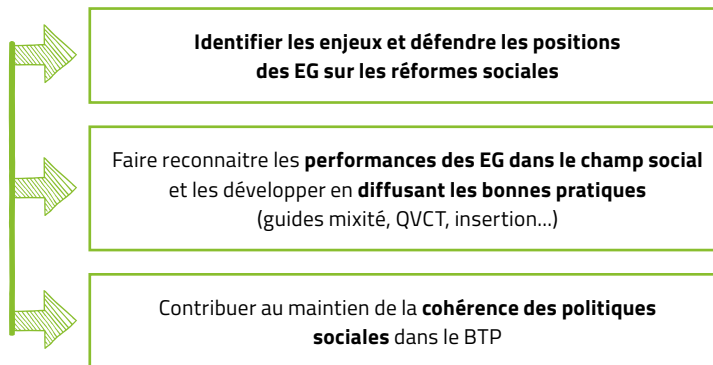 Identifier les enjeux et défendre les positions
des EG sur les réformes sociales
Faire reconnaitre les performances des EG dans le champ social
et les développer en diffusant les bonnes pratiques
(guides mixité, QVCT, insertion...)
Contribuer au maintien de la cohérence des politiques
sociales dans le BTP